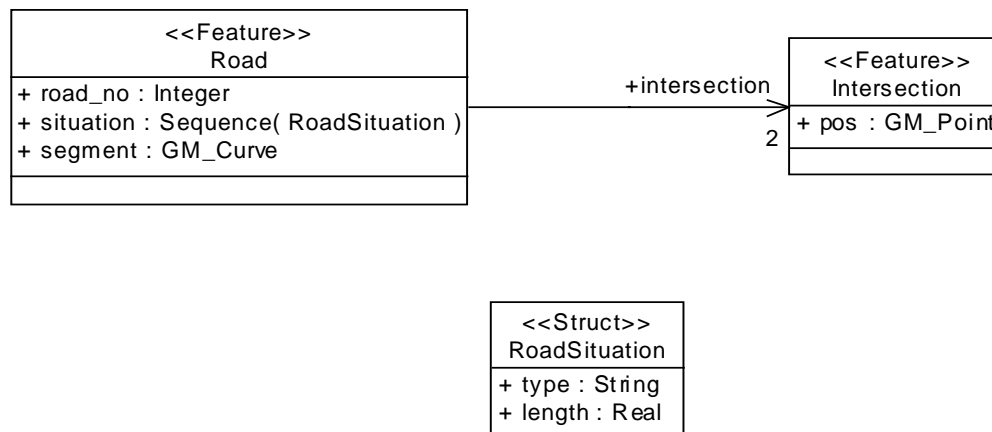 <<Feature>>
Road
+ road_no : Integer
+ situation : Sequence( RoadSituation )
+ segment : GM_Curve
+intersection
2
<<Feature>>
Intersection
+ pos : GM_Point
<<Struct>>
RoadSituation
+ type : String
+ length : Real